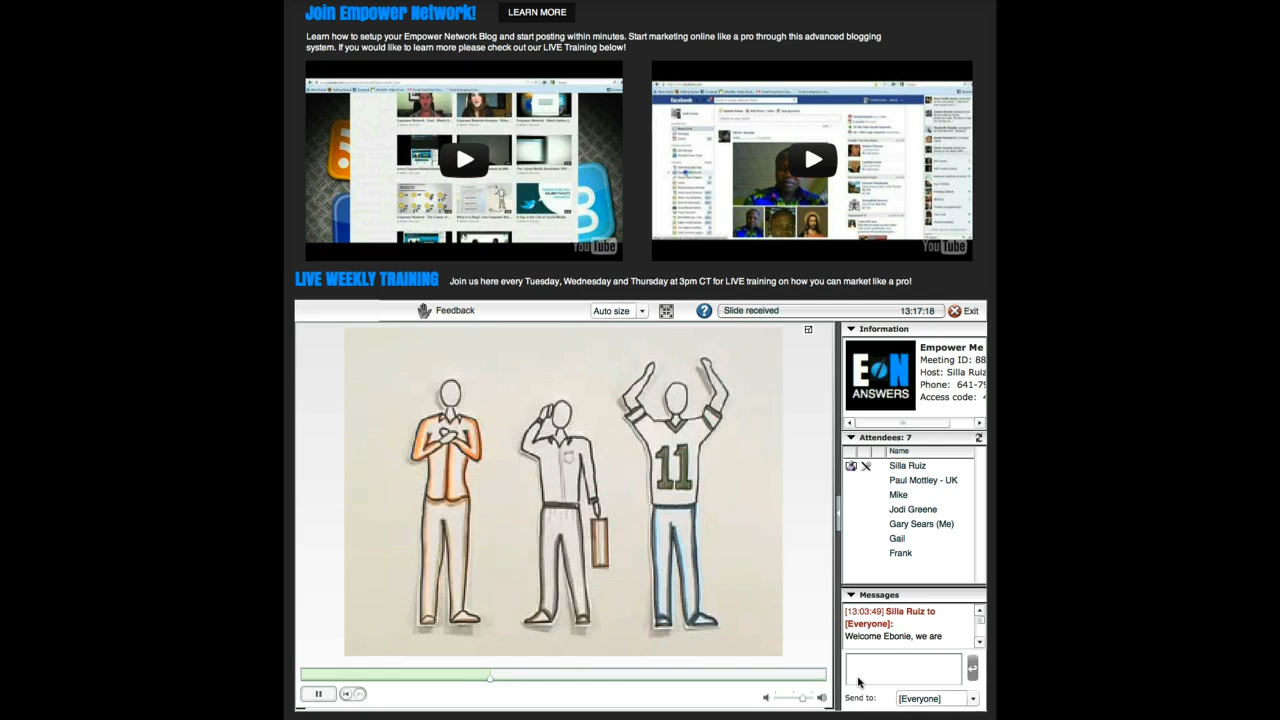 Join Empower Network!
LEARN MORE
Learn how to setup your Empower Network Blog and start posting within minutes. Start marketing online like a pro through this advanced blogging
system. If you would like to learn more please check out our LIVE Training below!
facebook
YouTube
YouTube
LIVE WEEKLY TRAINING
Join us here every Tuesday, Wednesday and Thursday at 3pm CT for LIVE training on how you can market like a pro!
Feedback
Auto size
?
Slide received
13:17:18
Exit
11
Information
EN
ANSWERS
Empower Me
Meeting ID: 88
Host: Silla Ruiz
Phone: 641-79
Access code:
Attendees: 7
Name
Silla Ruiz
Paul Mottley - UK
Mike
Jodi Greene
Gary Sears (Me)
Gail
Frank
Messages
[13:03:49] Silla Ruiz to
[Everyone]:
Welcome Ebonie, we are
Send to:
[Everyone]